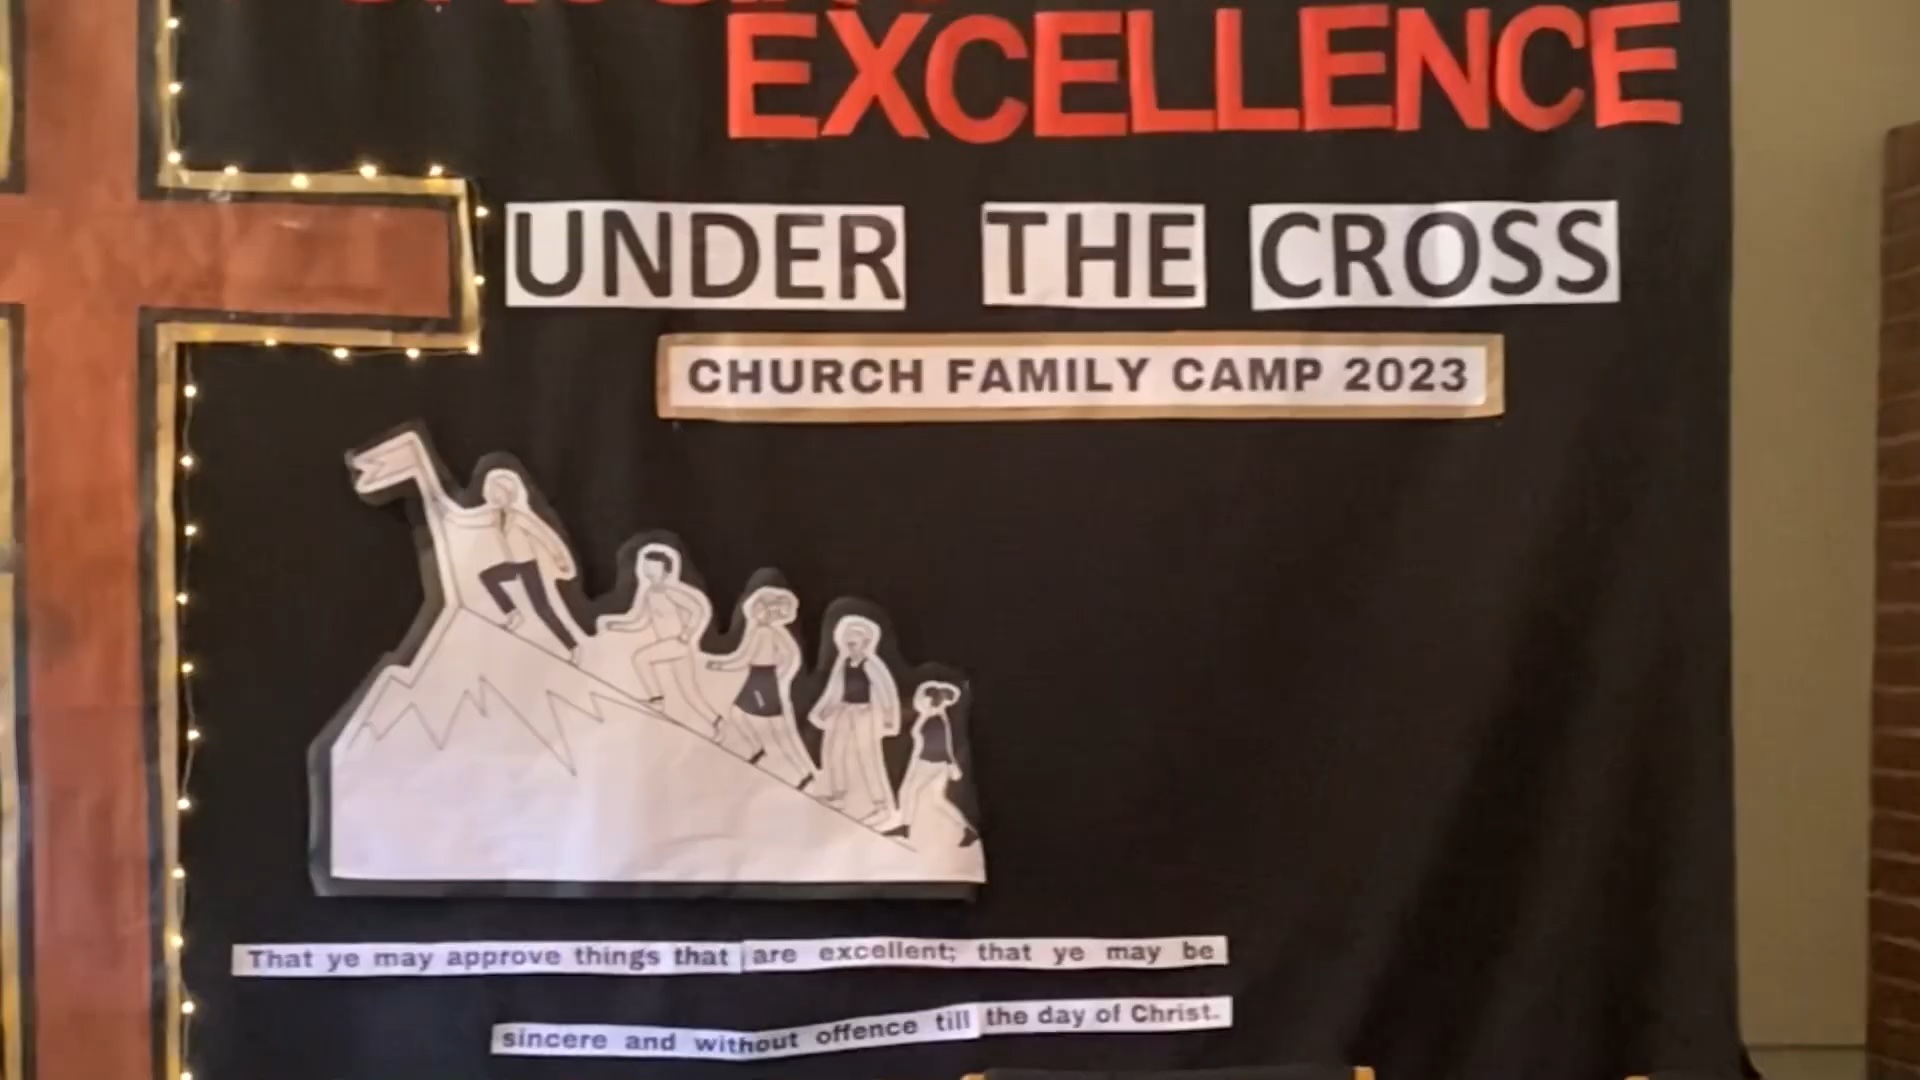 EXCELLENCE
UNDER THE CROSS
CHURCH FAMILY CAMP 2023
That ye may approve things that are excellent; that ye may be
sincere and without offence till the day of Christ.